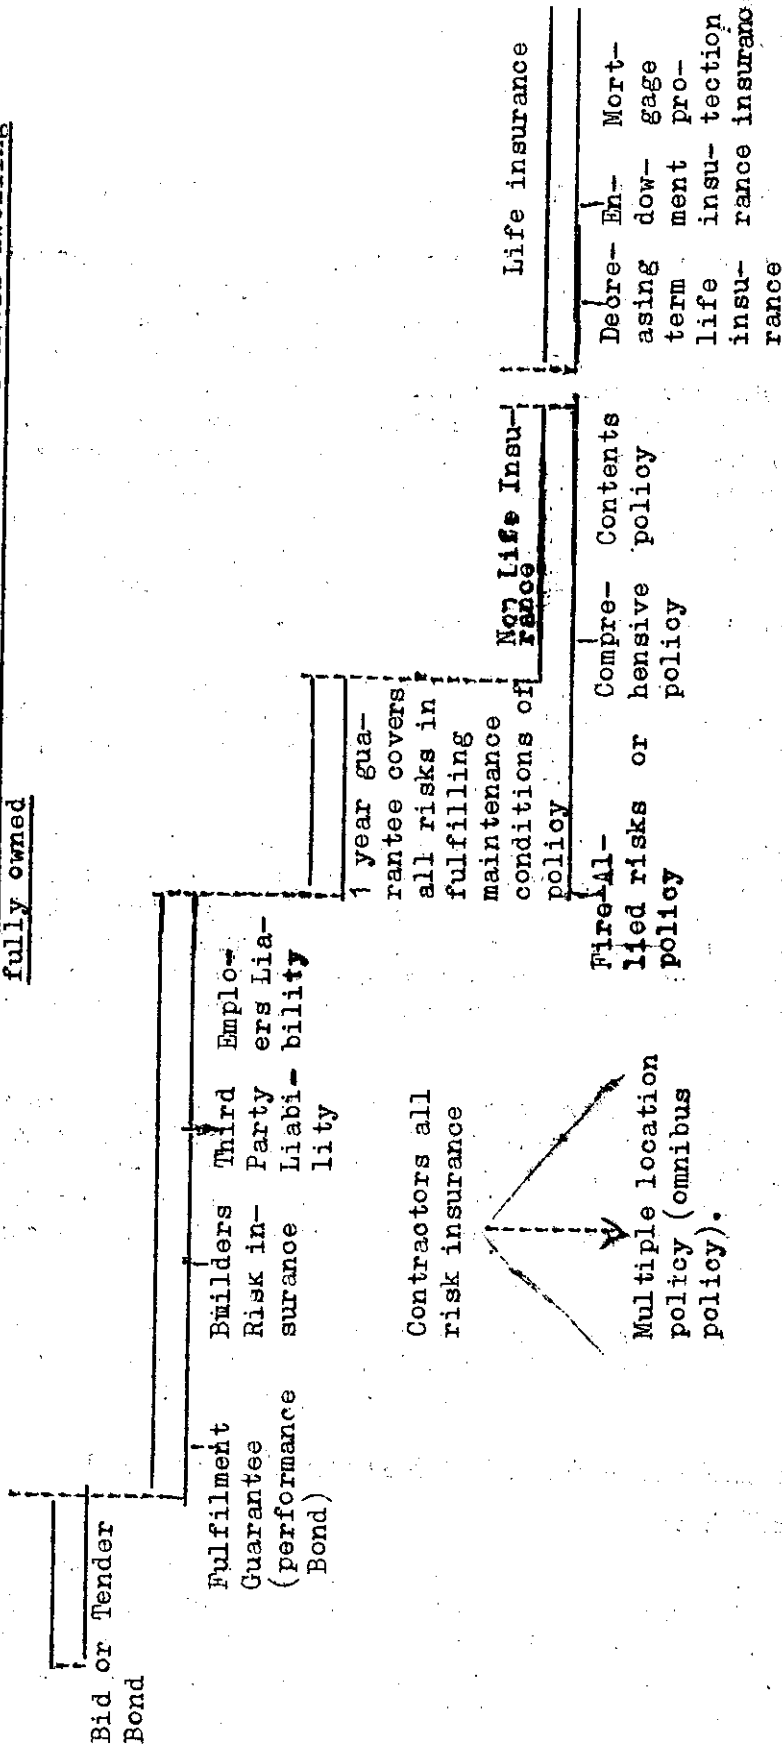 fully owned
Bid or Tender
Bond
Fulfilment
Guarantee
(performance
Bond)
Builders
Risk in-
surance
Third
Party
Liabi-
lity
Emplo-
ers Lia-
bility
1 year gua-
rantee covers
all risks in
fulfilling
maintenance
conditions of
policy
Contractors all
risk insurance
Multiple location
policy (omnibus
policy).
Non Life Insu-
rance
Fire-Al-
lied risks or
policy
Compre-
hensive
policy
Contents
policy
Life insurance
Decre-
asing
term
life
insu-
rance
En-
dow-
ment
insu-
rance
Mort-
gage
pro-
tection
insuranc